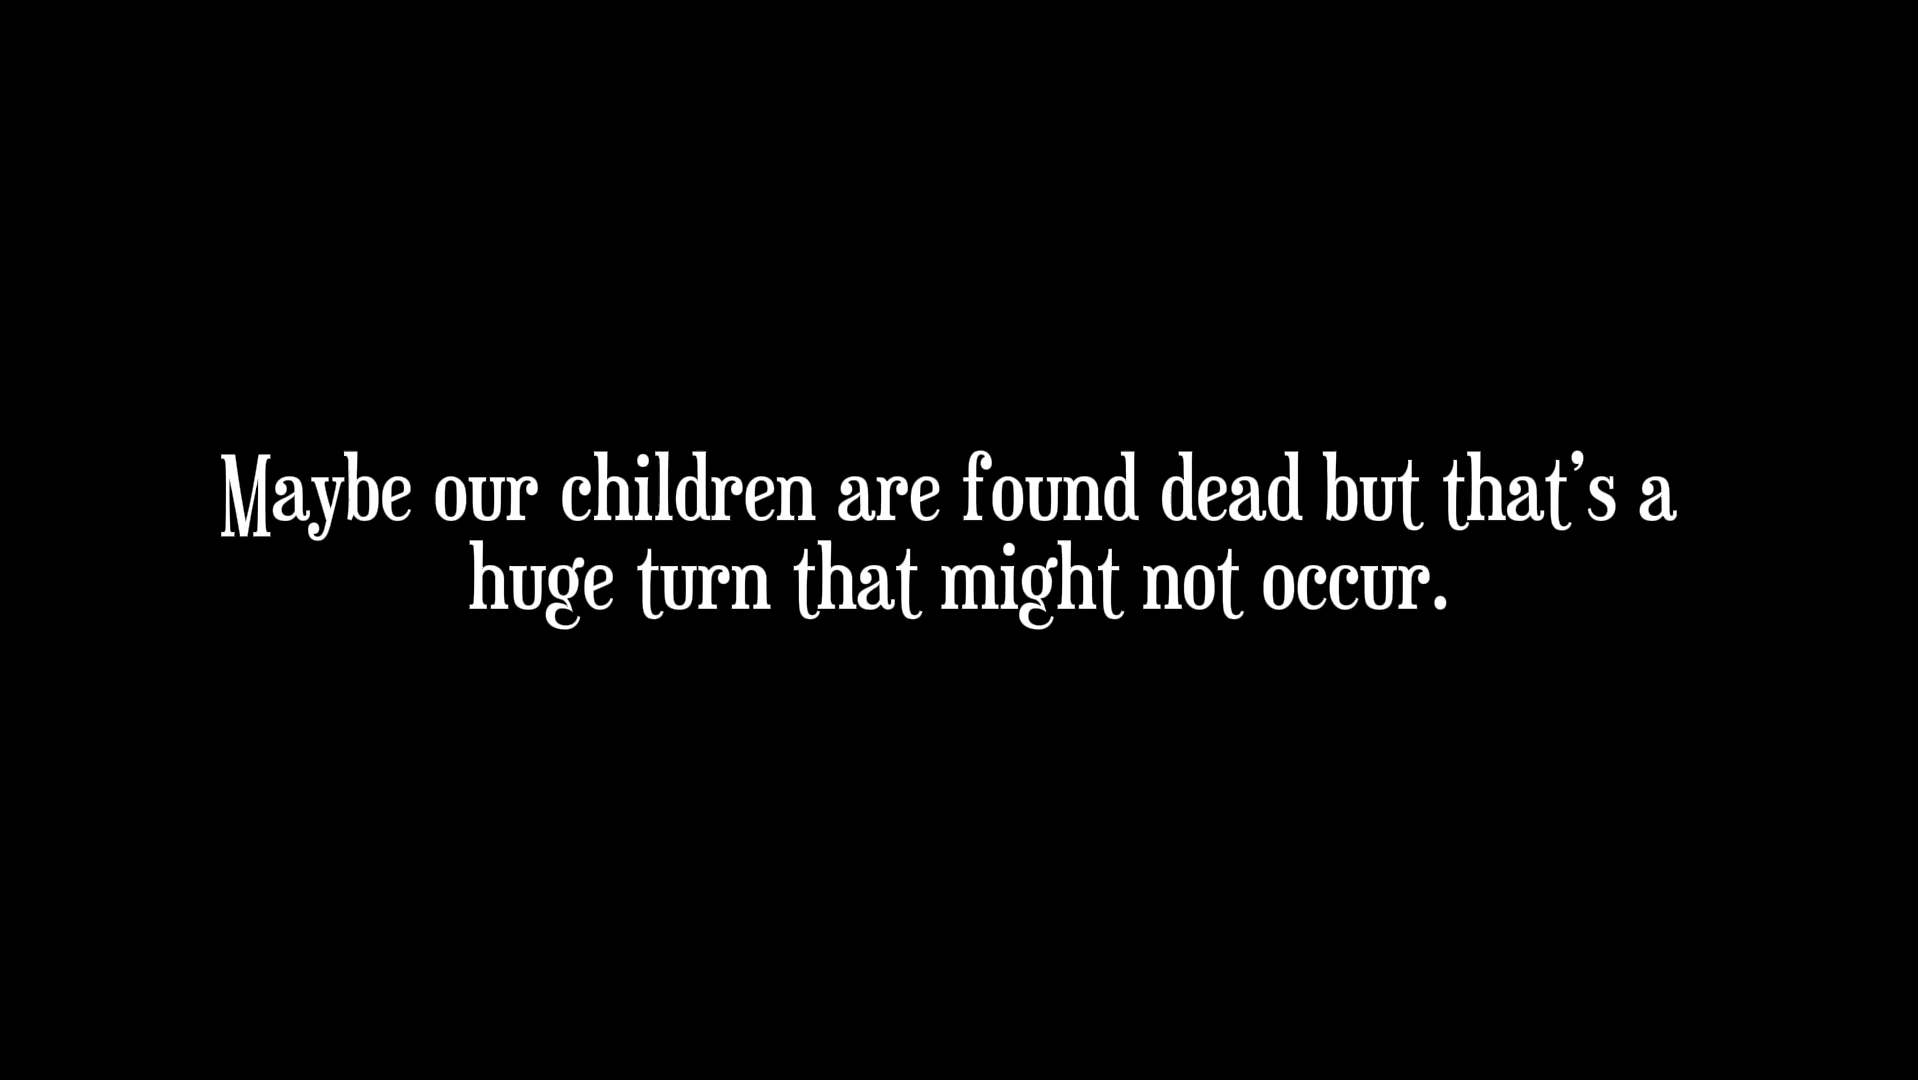 Maybe our children are found dead but that's a
huge turn that might not occur.